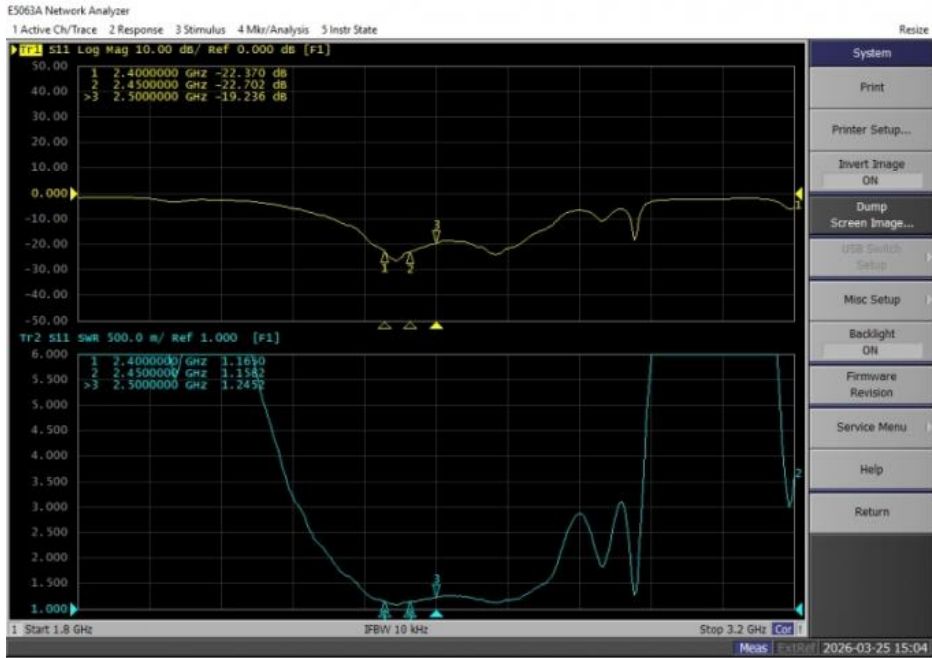 E5063A Network Analyzer
1 Active Ch/Trace 2 Response 3 Stimulus 4 Mkr/Analysis 5 Instr State Resize
Tr1 S11 Log Mag 10.00 dB/ Ref 0.000 dB [F1]
50.00
1 2.4000000 GHz -22.370 dB
2 2.4500000 GHz -22.702 dB
>3 2.5000000 GHz -19.236 dB
40.00
30.00
20.00
10.00
0.000
-10.00
-20.00
-30.00
-40.00
-50.00
1
2
3
1
Tr2 S11 SWR 500.0 m/ Ref 1.000 [F1]
6.000
1 2.4000000 GHz 1.1650
2 2.4500000 GHz 1.1582
>3 2.5000000 GHz 1.2452
5.500
5.000
4.500
4.000
3.500
3.000
2.500
2.000
1.500
1.000
3
2
1 Start 1.8 GHz IFBW 10 kHz Stop 3.2 GHz Cor !
Meas ExtRef 2026-03-25 15:04
System
Print
Printer Setup...
Invert Image
ON
Dump
Screen Image...
USB Switch
Setup
Misc Setup
Backlight
ON
Firmware
Revision
Service Menu
Help
Return